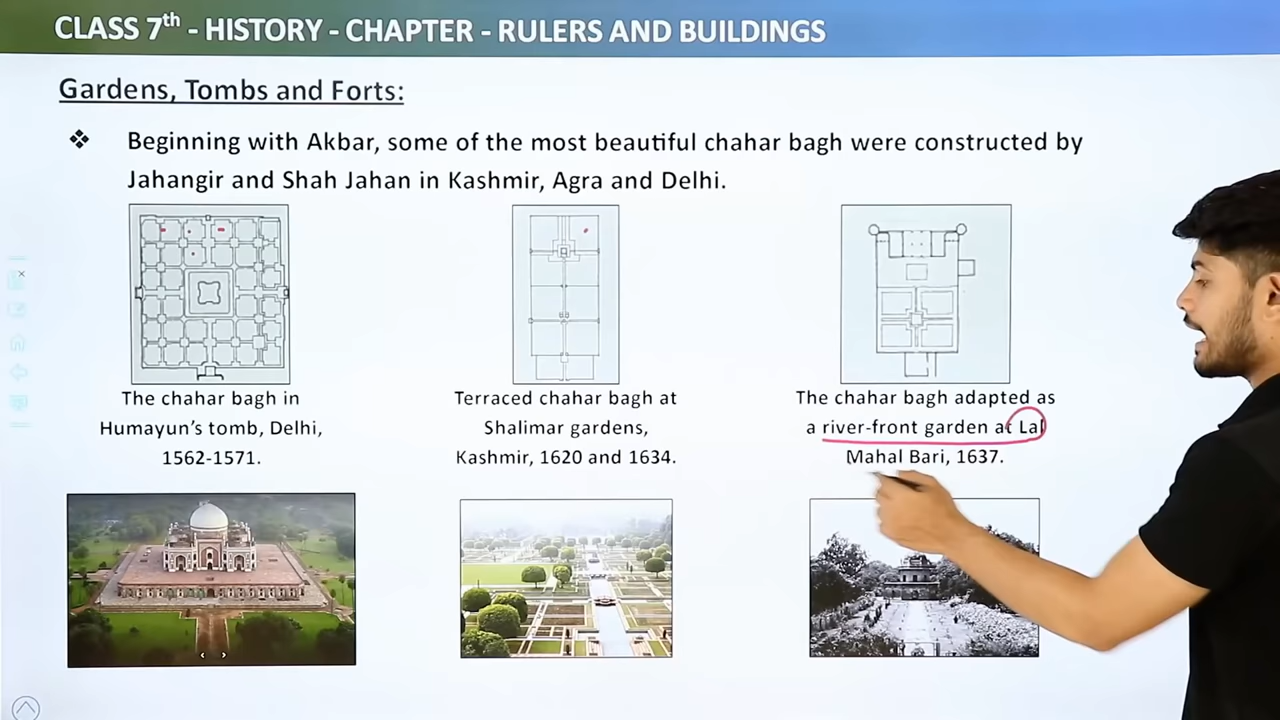 CLASS 7th - HISTORY - CHAPTER - RULERS AND BUILDINGS
Gardens, Tombs and Forts:
❖ Beginning with Akbar, some of the most beautiful chahar bagh were constructed by
Jahangir and Shah Jahan in Kashmir, Agra and Delhi.
The chahar bagh in
Humayun's tomb, Delhi,
1562-1571.
Terraced chahar bagh at
Shalimar gardens,
Kashmir, 1620 and 1634.
The chahar bagh adapted as
a river-front garden at Lal
Mahal Bari, 1637.